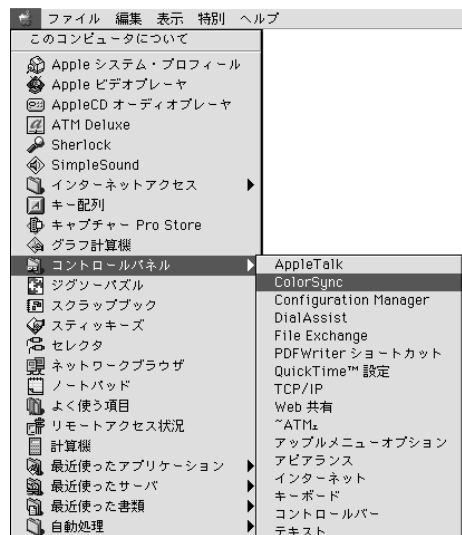 ファイル 編集 表示 特別 ヘルプ
このコンピュータについて
Apple システム・プロフィール
Apple ビデオプレーヤ
AppleCD オーディオプレーヤ
ATM Deluxe
Sherlock
SimpleSound
インターネットアクセス
キー配列
キャプチャー Pro Store
グラフ計算機
コントロールパネル
ジグソーパズル
スクラップブック
スティッキーズ
セレクタ
ネットワークブラウザ
ノートパッド
よく使う項目
リモートアクセス状況
計算機
最近使ったアプリケーション
最近使ったサーバ
最近使った書類
自動処理
AppleTalk
ColorSync
Configuration Manager
DialAssist
File Exchange
PDFWriter ショートカット
QuickTime™ 設定
TCP/IP
Web 共有
~ATM™
アップルメニューオプション
アピアランス
インターネット
キーボード
コントロールバー
テキスト